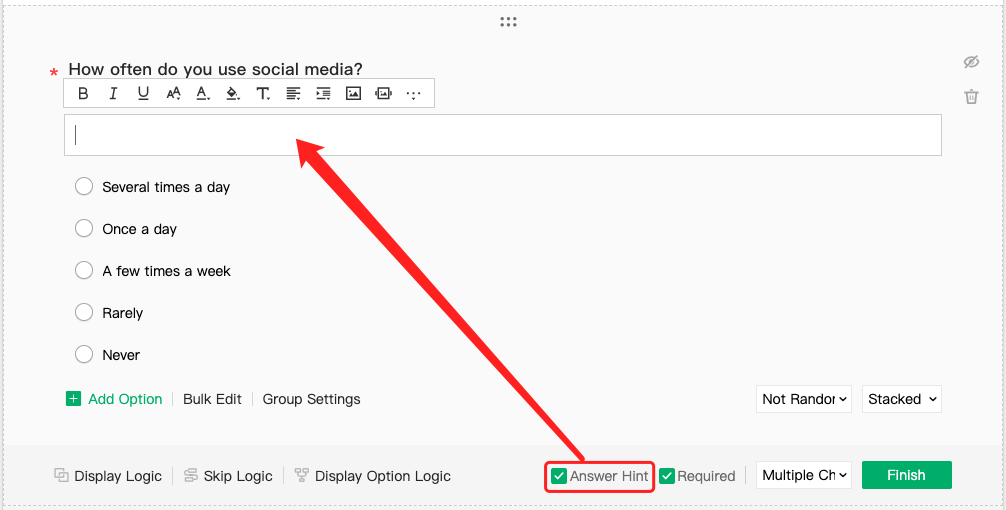 * How often do you use social media?
B I U AA A T
Several times a day
Once a day
A few times a week
Rarely
Never
Add Option Bulk Edit Group Settings Not Randor Stacked
Display Logic Skip Logic Display Option Logic Answer Hint Required Multiple Ch Finish